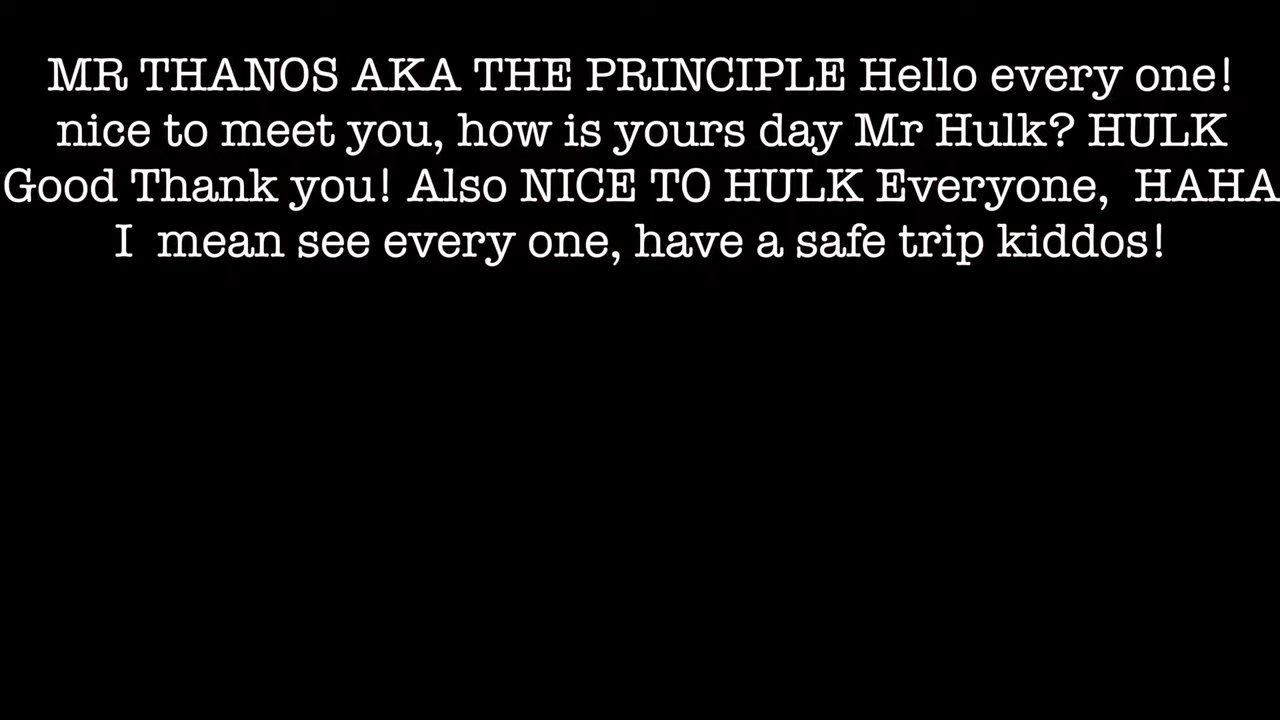 MR THANOS AKA THE PRINCIPLE Hello every one!
nice to meet you, how is yours day Mr Hulk? HULK
Good Thank you! Also NICE TO HULK Everyone,  HAHA
I  mean see every one, have a safe trip kiddos!